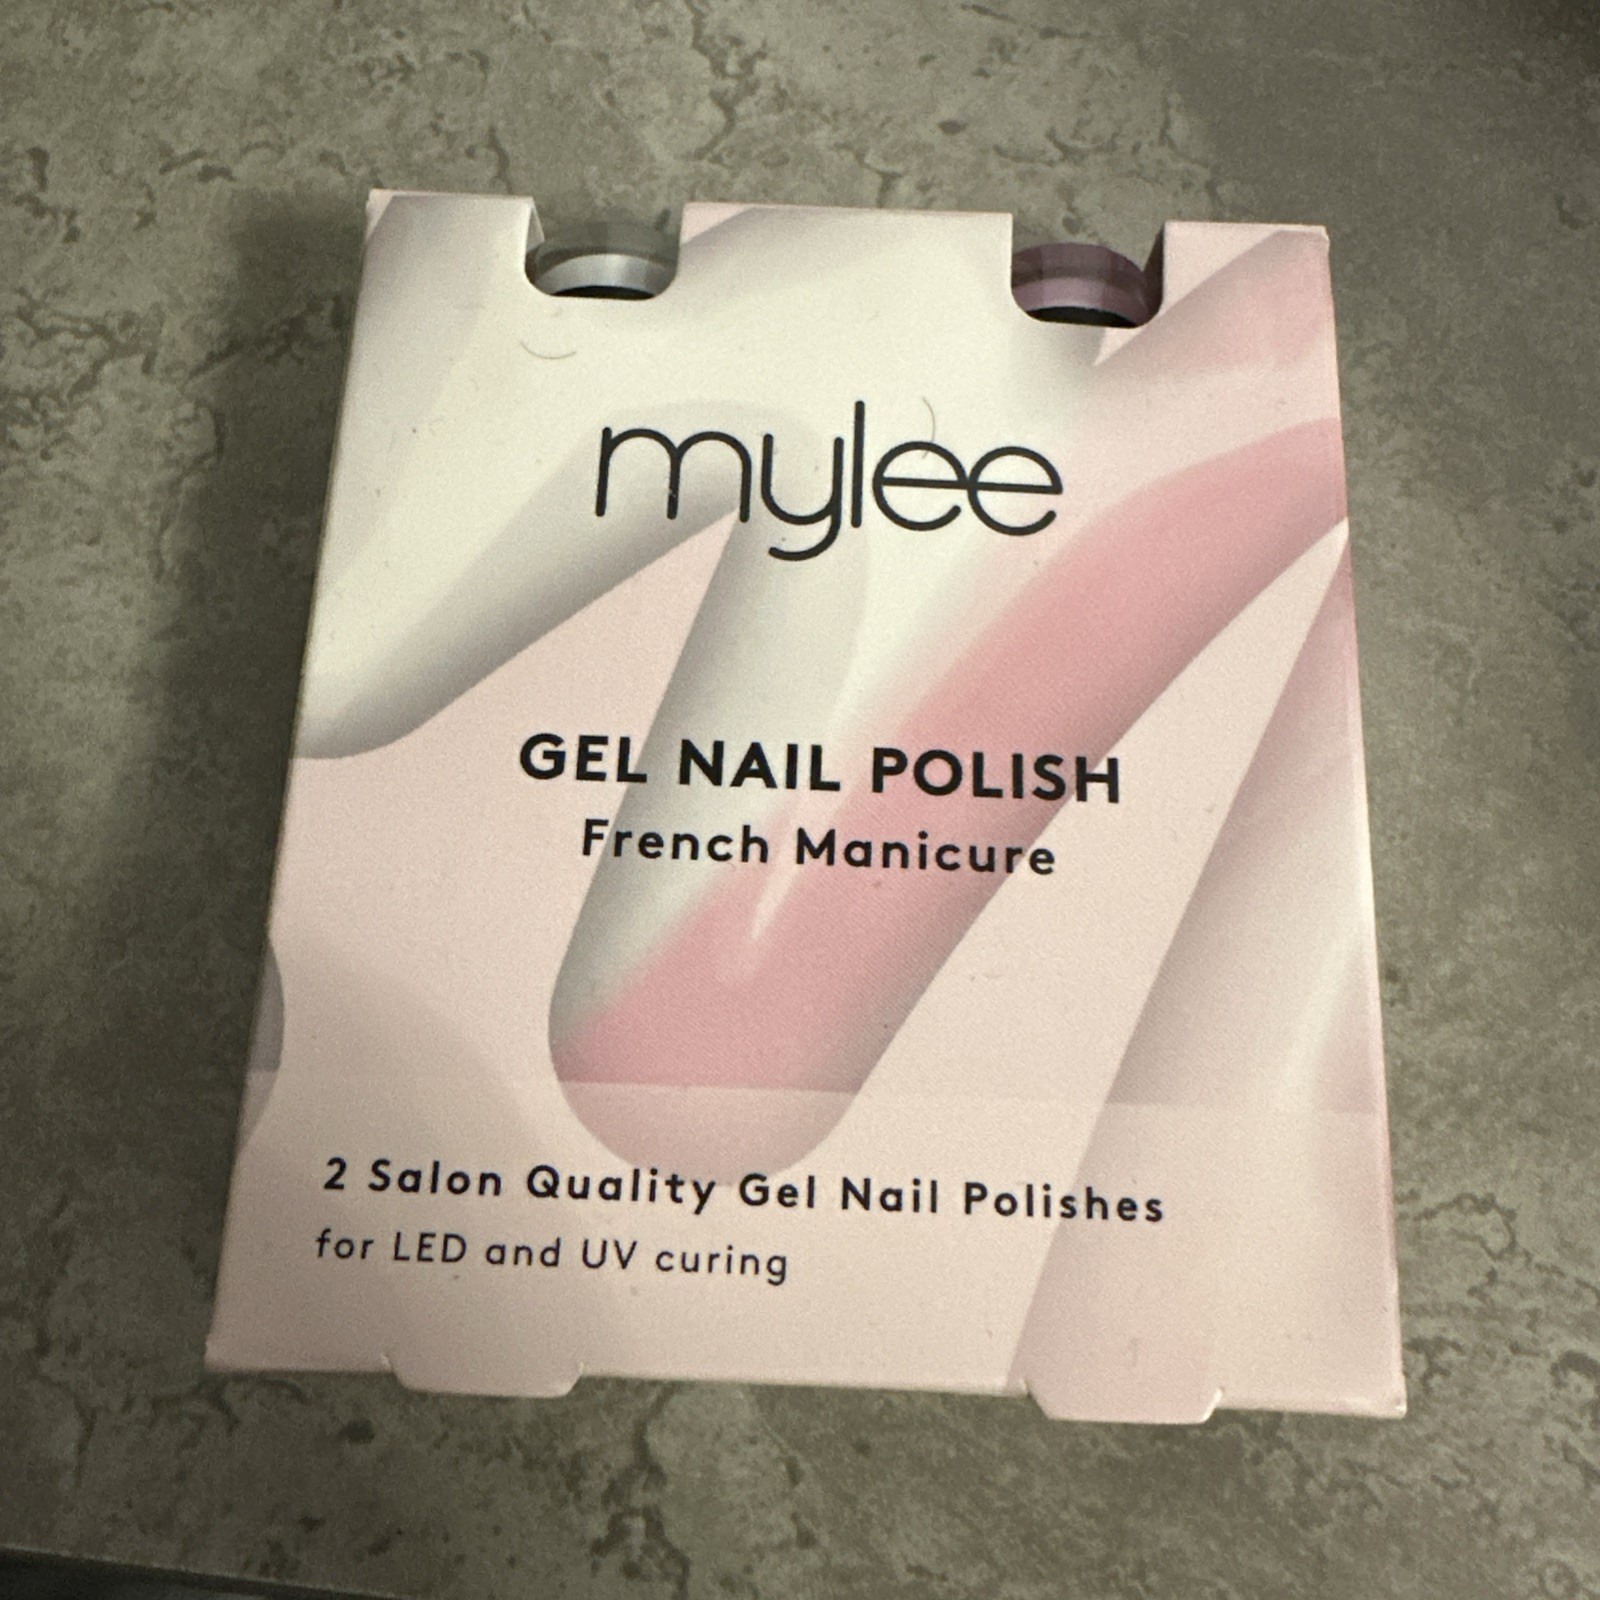 mylee
GEL NAIL POLISH
French Manicure
2 Salon Quality Gel Nail Polishes
for LED and UV curing